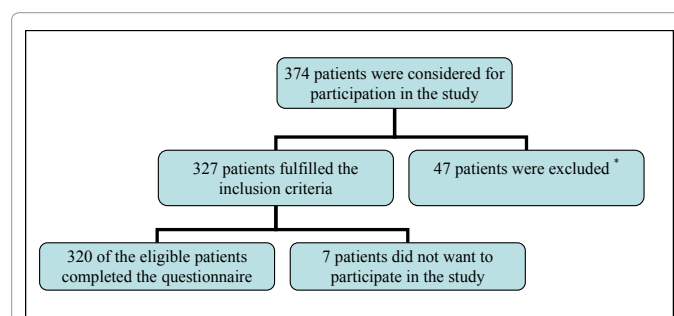 374 patients were considered for
participation in the study
327 patients fulfilled the
inclusion criteria
47 patients were excluded *
320 of the eligible patients
completed the questionnaire
7 patients did not want to
participate in the study